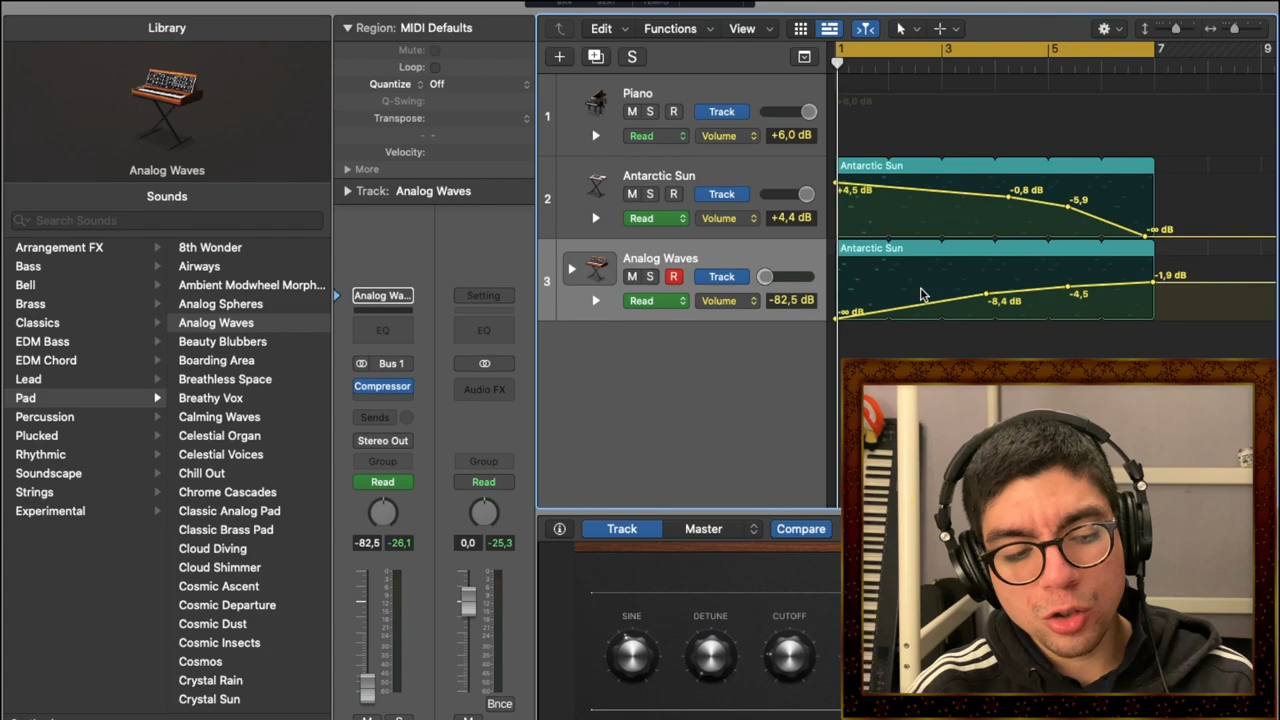 Library
Analog Waves
Sounds
Search Sounds
Arrangement FX
Bass
Bell
Brass
Classics
EDM Bass
EDM Chord
Lead
Pad
Percussion
Plucked
Rhythmic
Soundscape
Strings
Experimental
8th Wonder
Airways
Ambient Modwheel Morph...
Analog Spheres
Analog Waves
Beauty Blubbers
Boarding Area
Breathless Space
Breathy Vox
Calming Waves
Celestial Organ
Celestial Voices
Chill Out
Chrome Cascades
Classic Analog Pad
Classic Brass Pad
Cloud Diving
Cloud Shimmer
Cosmic Ascent
Cosmic Departure
Cosmic Dust
Cosmic Insects
Cosmos
Crystal Rain
Crystal Sun
Region: MIDI Defaults
Mute:
Loop:
Quantize Off
Q-Swing:
Transpose:
- -
Velocity:
More
Track: Analog Waves
Analog Wa... Setting
EQ EQ
Bus 1
Compressor Audio FX
Sends
Stereo Out
Group Group
Read Read
-82,5 -26,1 0,0 -25,3
Bnce
Edit Functions View
S
1 3 5 7 9
1
Piano
M S R Track
Read Volume +6,0 dB
+6,0 dB
2
Antarctic Sun
M S R Track
Read Volume +4,4 dB
Antarctic Sun
+4,5 dB -0,8 dB -5,9 -∞ dB
3
Analog Waves
M S R Track
Read Volume -82,5 dB
Antarctic Sun
-∞ dB -8,4 dB -4,5 -1,9 dB
Track Master Compare
SINE DETUNE CUTOFF